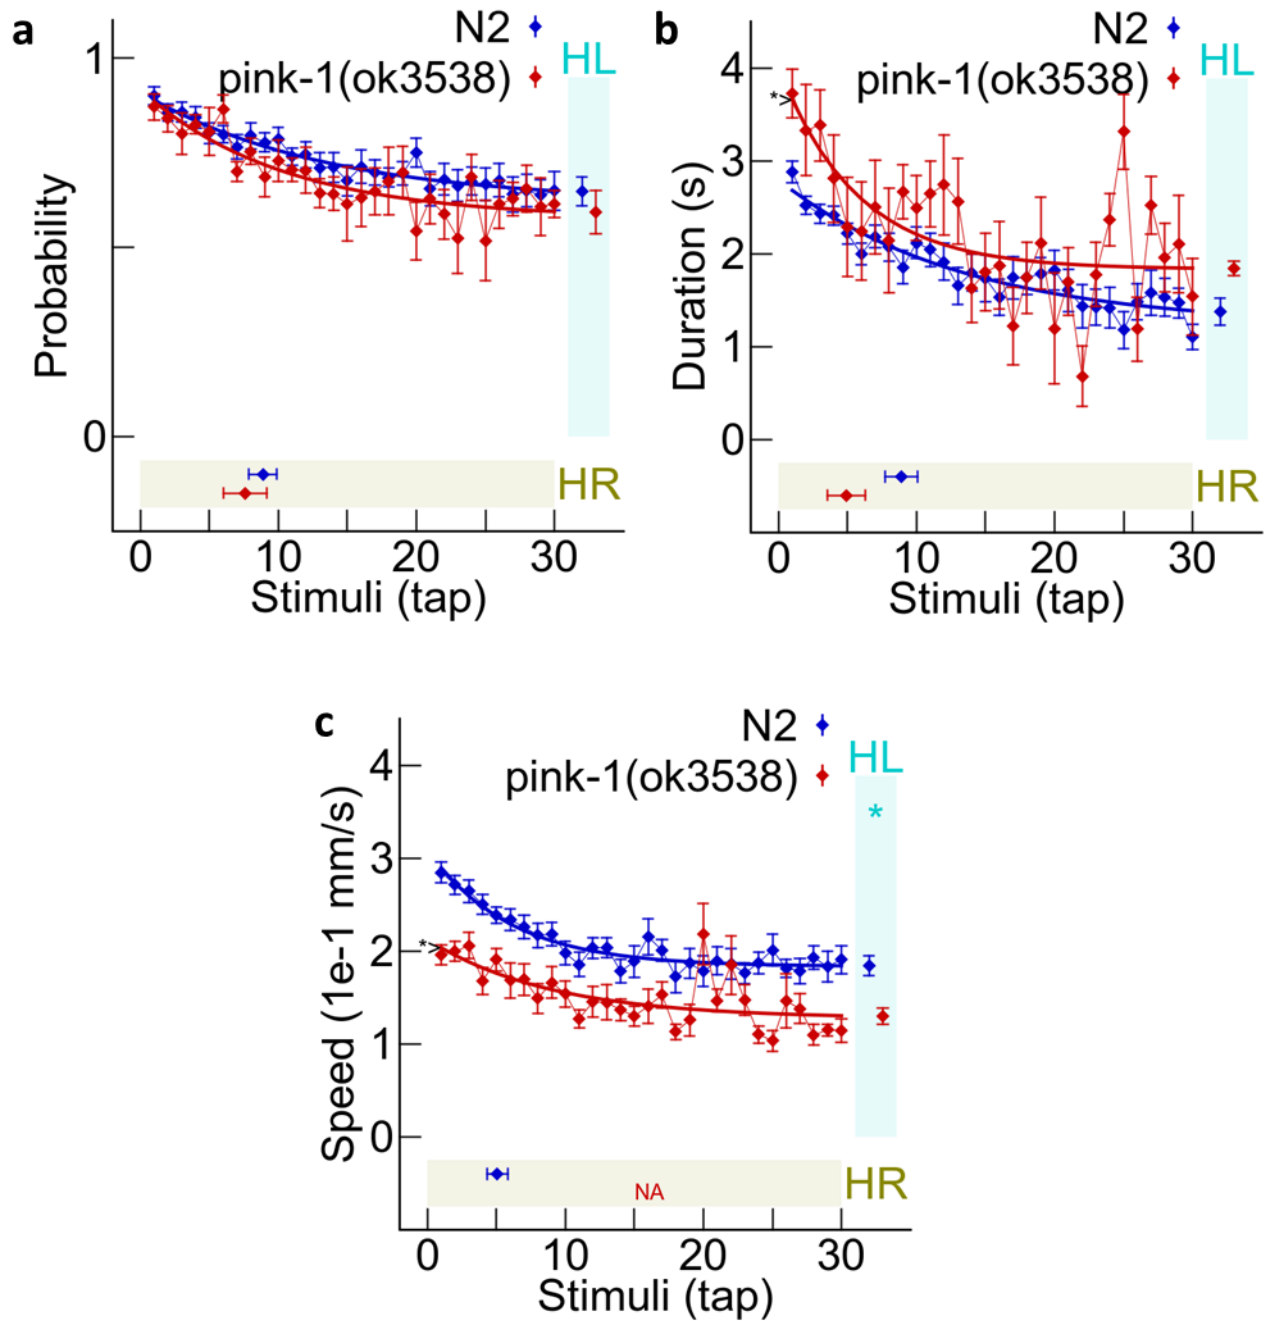 a
N2
pink-1(ok3538)
HL
1
0
Probability
HR
0 10 20 30
Stimuli (tap)
b
N2
pink-1(ok3538)
HL
*>
4
3
2
1
0
Duration (s)
HR
0 10 20 30
Stimuli (tap)
c
N2
pink-1(ok3538)
HL
*
*>
4
3
2
1
0
Speed (1e-1 mm/s)
NA
HR
0 10 20 30
Stimuli (tap)